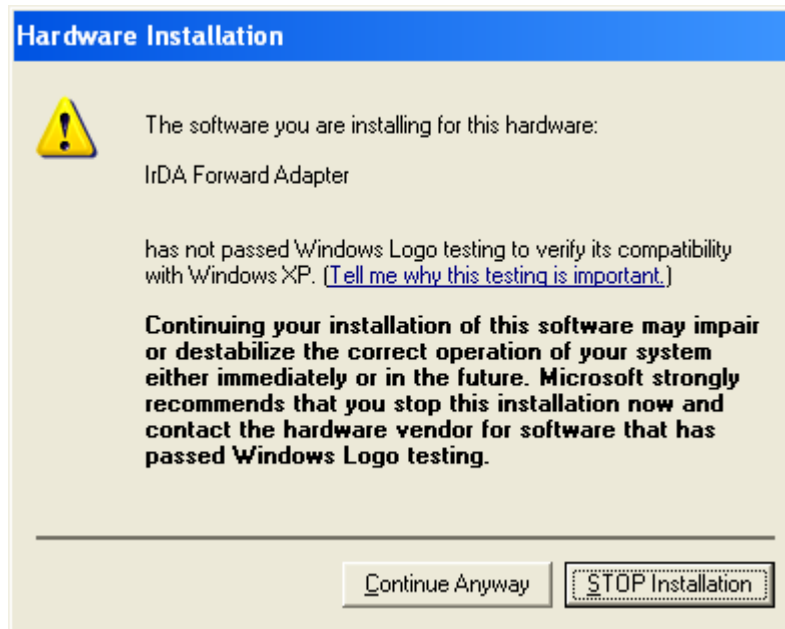 Hardware Installation
The software you are installing for this hardware:
IrDA Forward Adapter
has not passed Windows Logo testing to verify its compatibility
with Windows XP. (Tell me why this testing is important.)
Continuing your installation of this software may impair
or destabilize the correct operation of your system
either immediately or in the future. Microsoft strongly
recommends that you stop this installation now and
contact the hardware vendor for software that has
passed Windows Logo testing.
Continue Anyway
STOP Installation